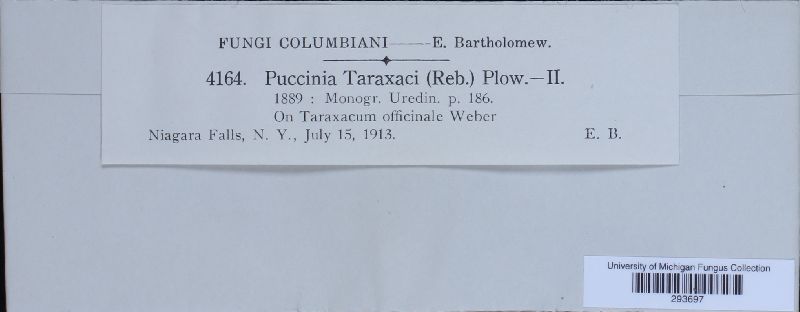 FUNGI COLUMBIANI——E. Bartholomew.
4164. Puccinia Taraxaci (Reb.) Plow.—II.
1889 : Monogr. Uredin. p. 186.
On Taraxacum officinale Weber
Niagara Falls, N. Y., July 15, 1913. E. B.
University of Michigan Fungus Collection
293697